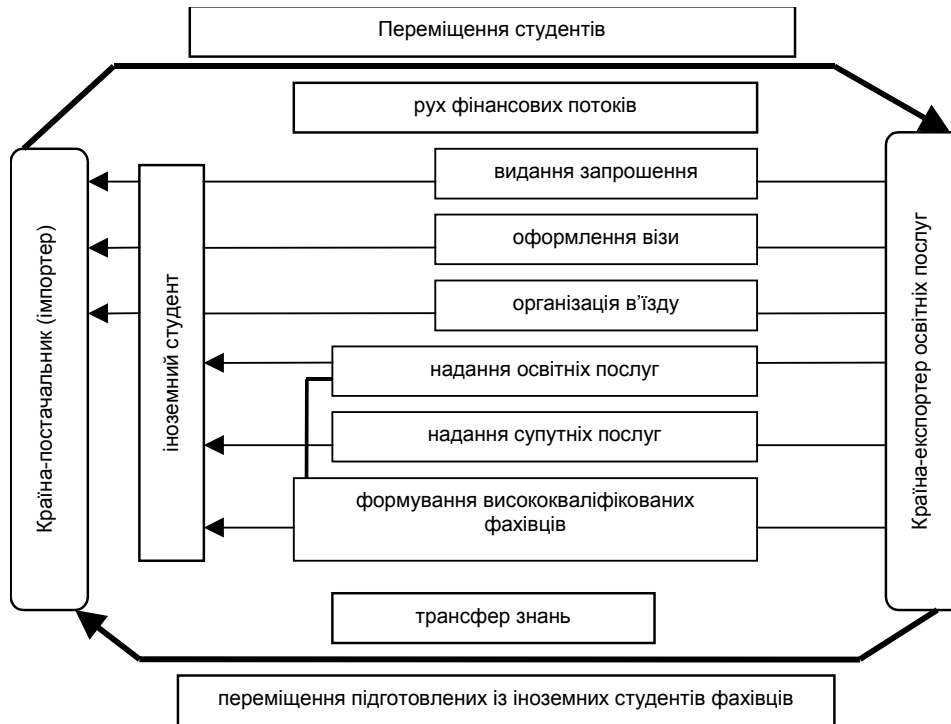 Переміщення студентів
рух фінансових потоків
Країна-постачальник (імпортер)
іноземний студент
видання запрошення
оформлення візи
організація в’їзду
надання освітніх послуг
надання супутніх послуг
формування висококваліфікованих
фахівців
Країна-експортер освітніх послуг
трансфер знань
переміщення підготовлених із іноземних студентів фахівців